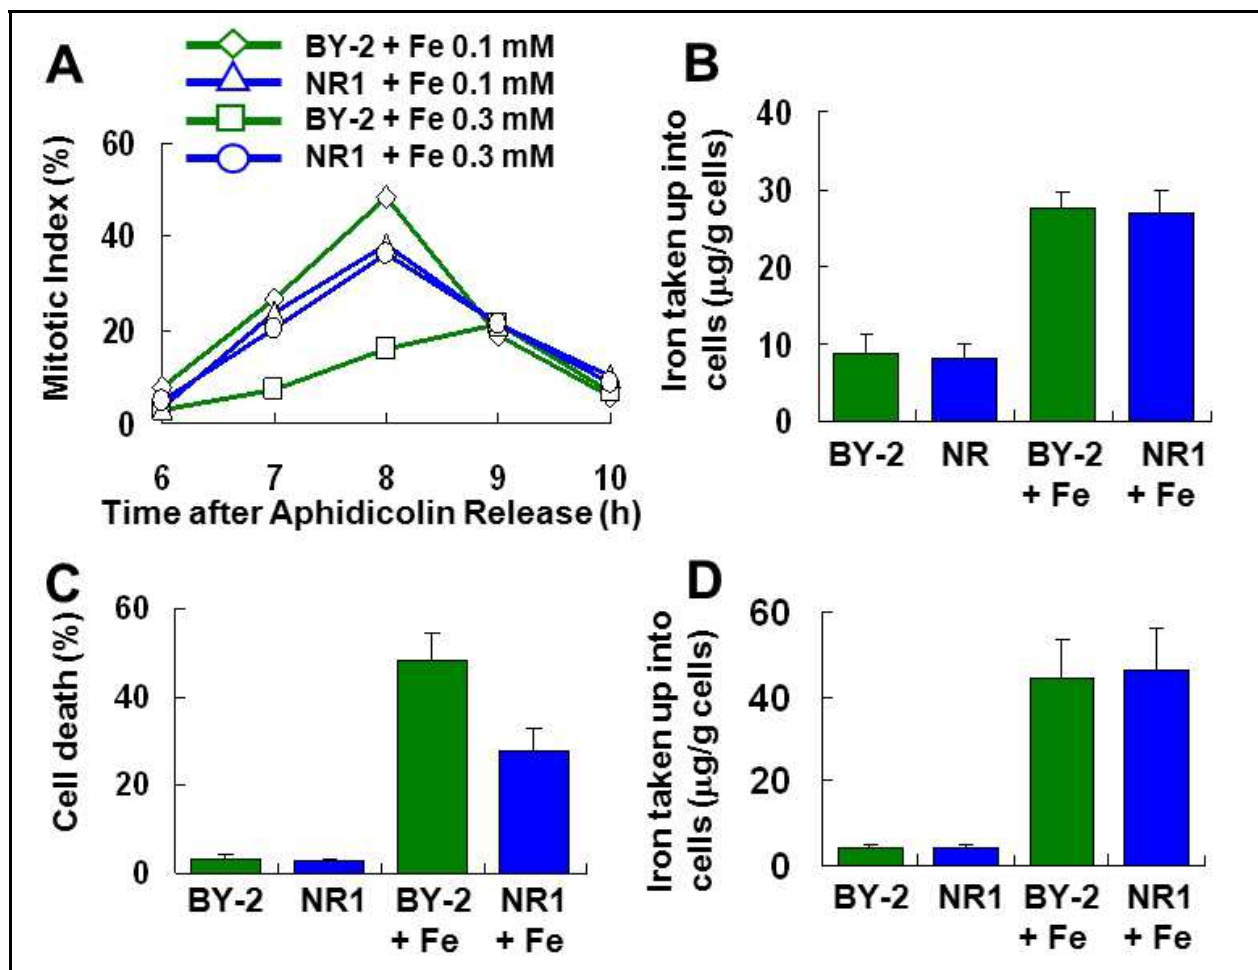 A
BY-2 + Fe 0.1 mM
NR1 + Fe 0.1 mM
BY-2 + Fe 0.3 mM
NR1 + Fe 0.3 mM
Mitotic Index (%)
60
40
20
0
6 7 8 9 10
Time after Aphidicolin Release (h)
B
Iron taken up into
cells (μg/g cells)
40
30
20
10
0
BY-2 NR BY-2 NR1
+ Fe + Fe
C
Cell death (%)
60
40
20
0
BY-2 NR1 BY-2 NR1
+ Fe + Fe
D
Iron taken up into
cells (μg/g cells)
60
40
20
0
BY-2 NR1 BY-2 NR1
+ Fe + Fe